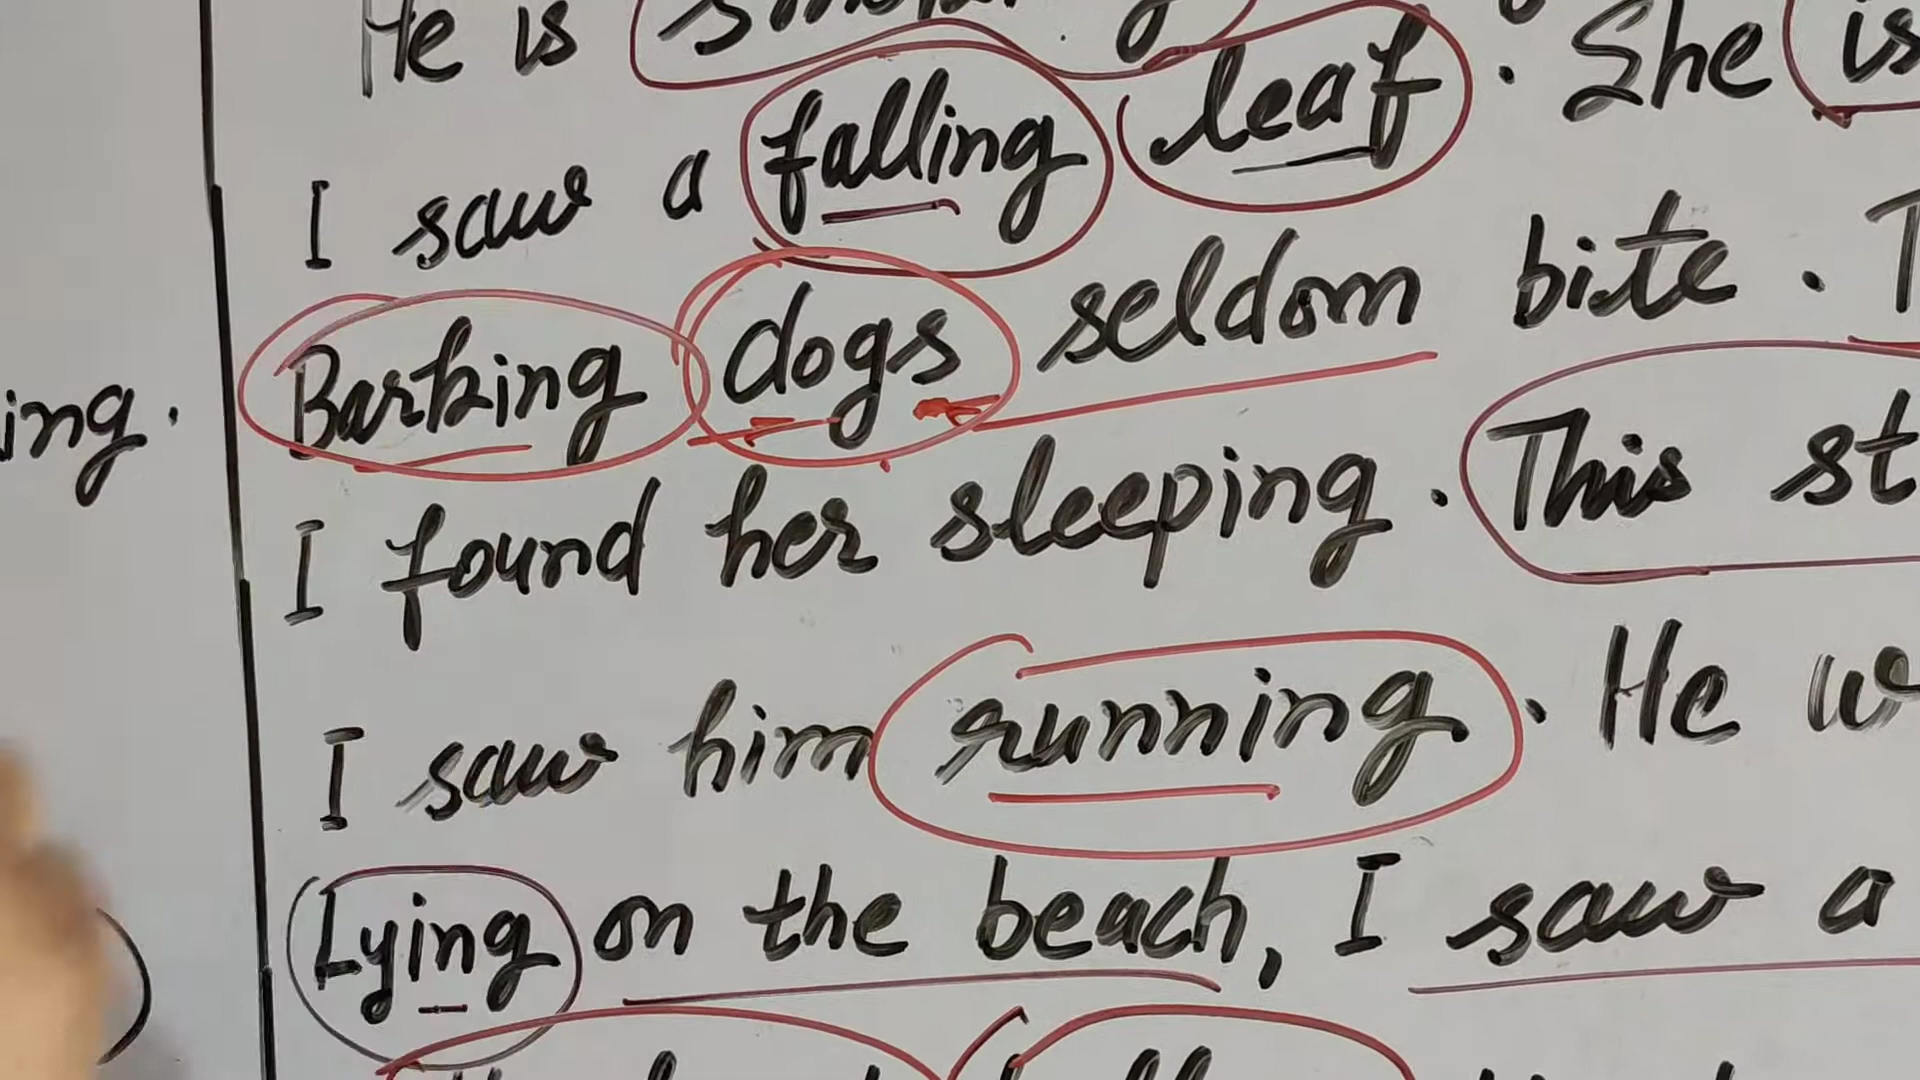 He is
I saw a falling leaf. She is
Barking dogs seldom bite.
ing. I found her sleeping. This st
I saw him running. He w
Lying on the beach, I saw a